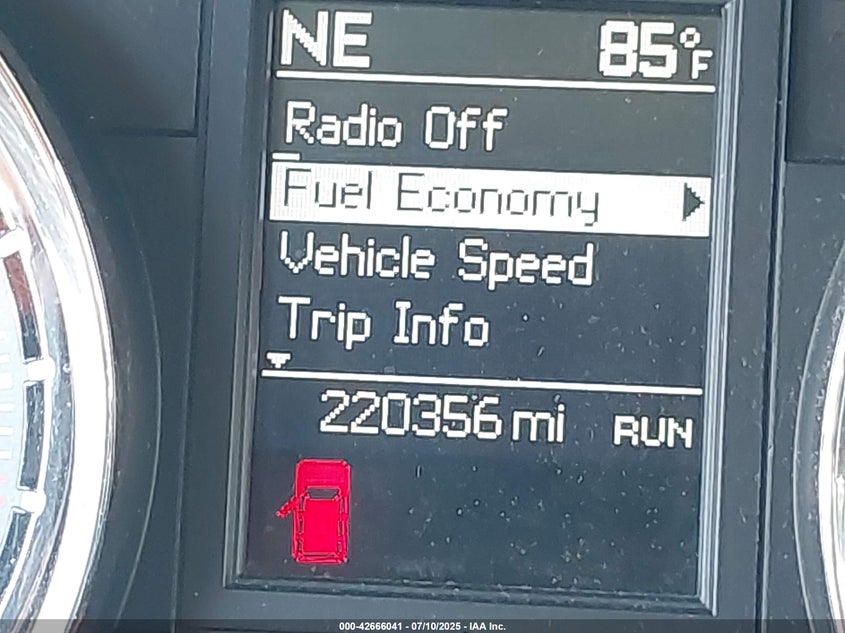 NE 85°F
Radio Off
Fuel Economy
Vehicle Speed
Trip Info
220356 mi RUN
000-42666041 - 07/10/2025 - IAA Inc.